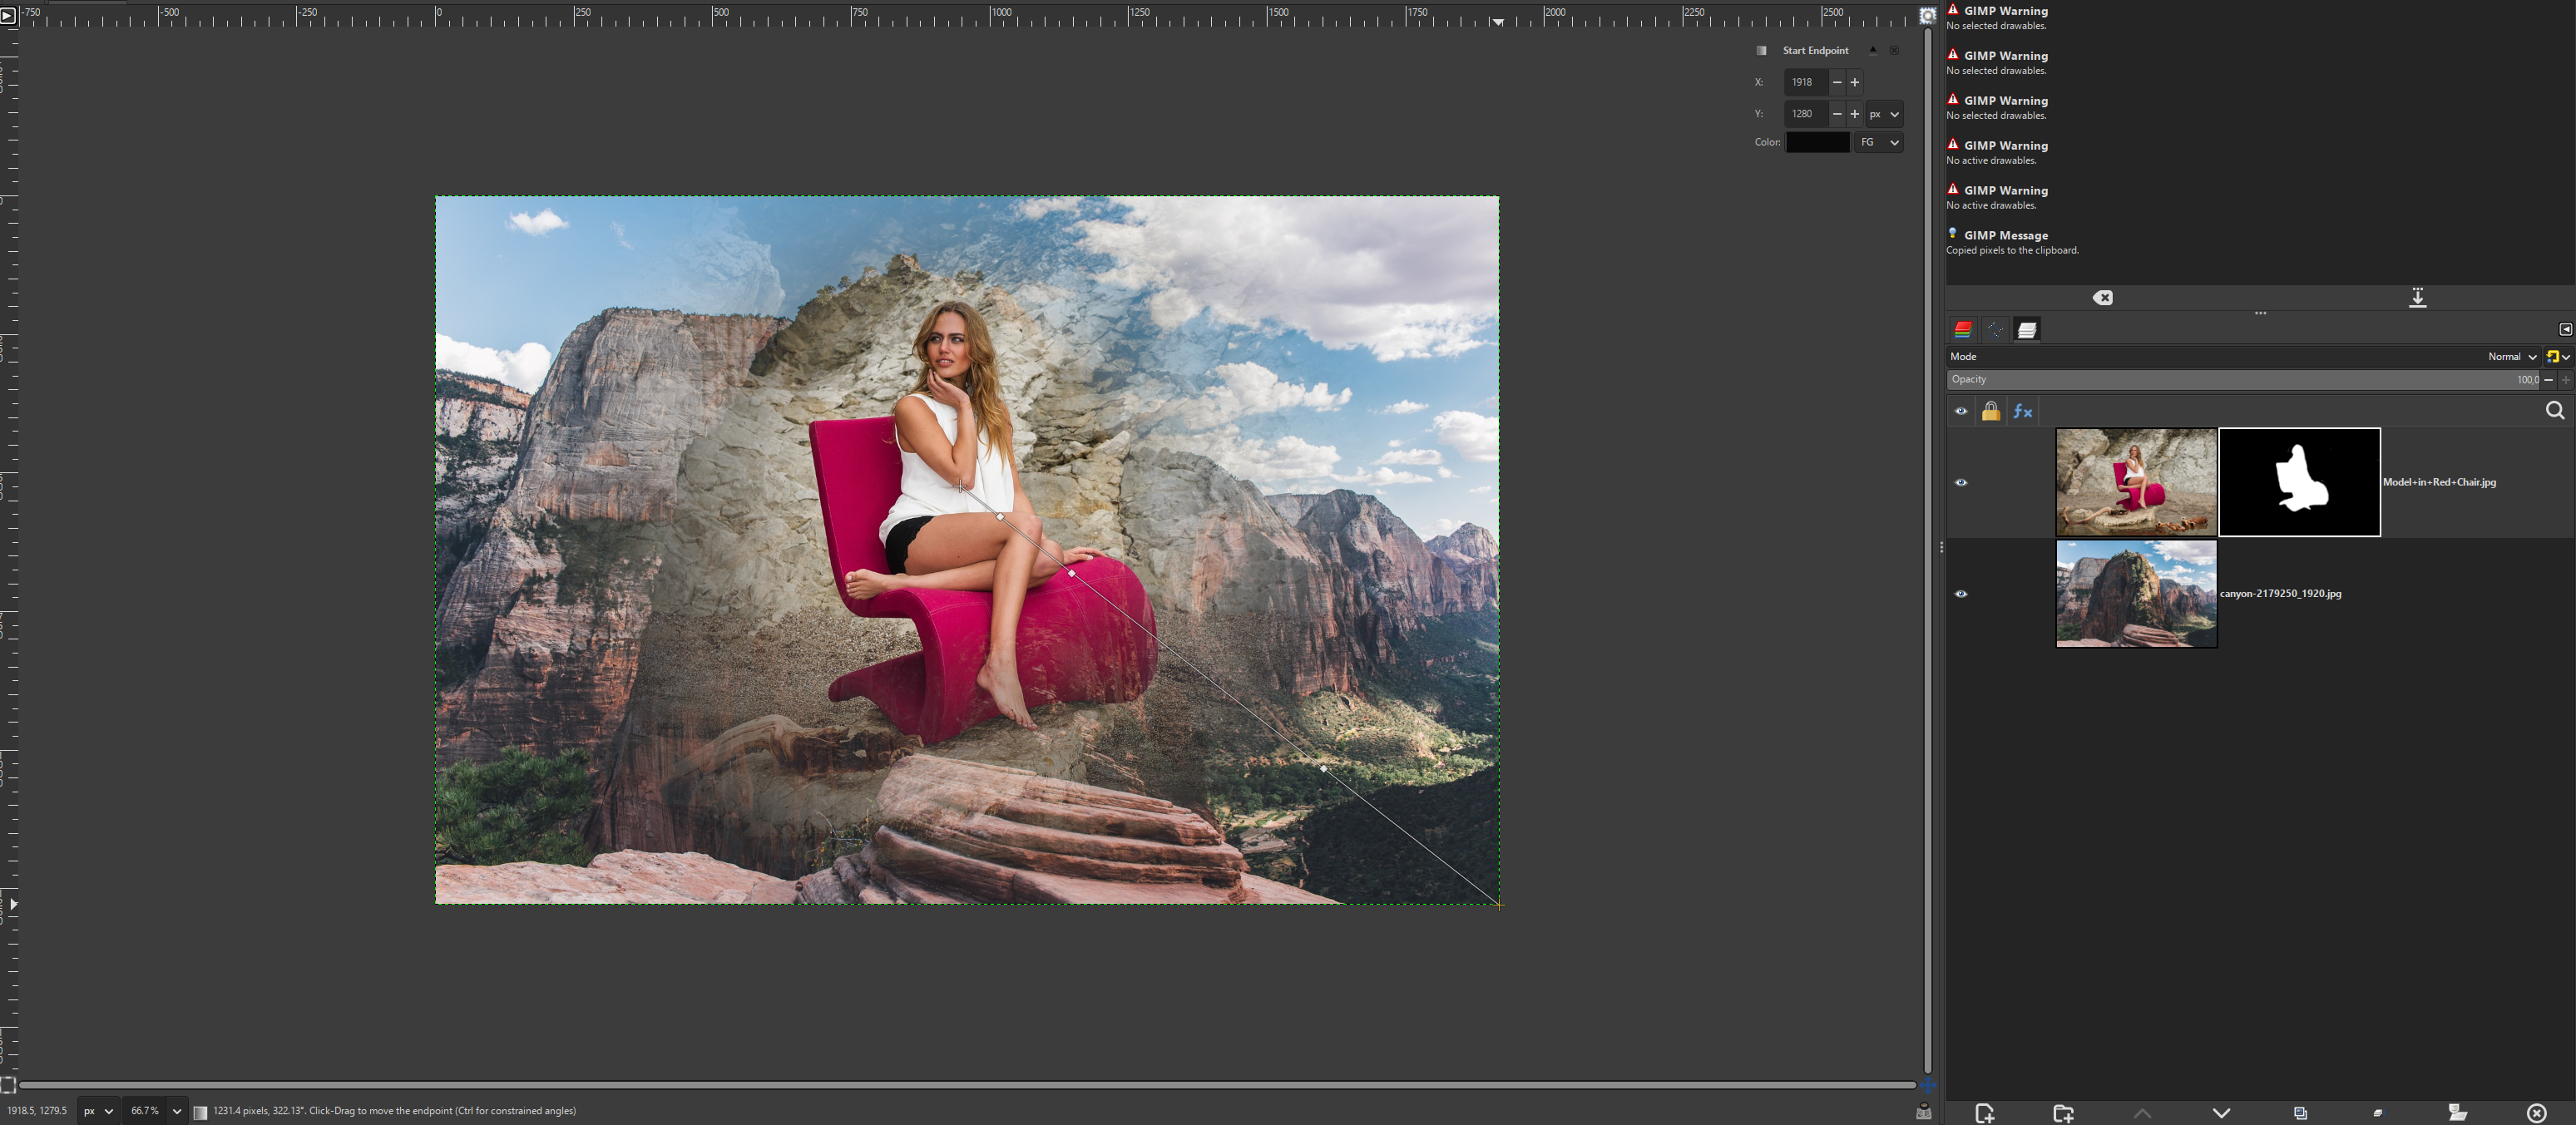 -750 -500 -250 0 250 500 750 1000 1250 1500 1750 2000 2250 2500
Start Endpoint
X: 1918
Y: 1280 px
Color: FG
GIMP Warning
No selected drawables.
GIMP Warning
No selected drawables.
GIMP Warning
No selected drawables.
GIMP Warning
No active drawables.
GIMP Warning
No active drawables.
GIMP Message
Copied pixels to the clipboard.
Mode Normal
Opacity 100,0
fx
Model+in+Red+Chair.jpg
canyon-2179250_1920.jpg
1918.5, 1279.5 px 66.7% 1231.4 pixels, 322.13°. Click-Drag to move the endpoint (Ctrl for constrained angles)